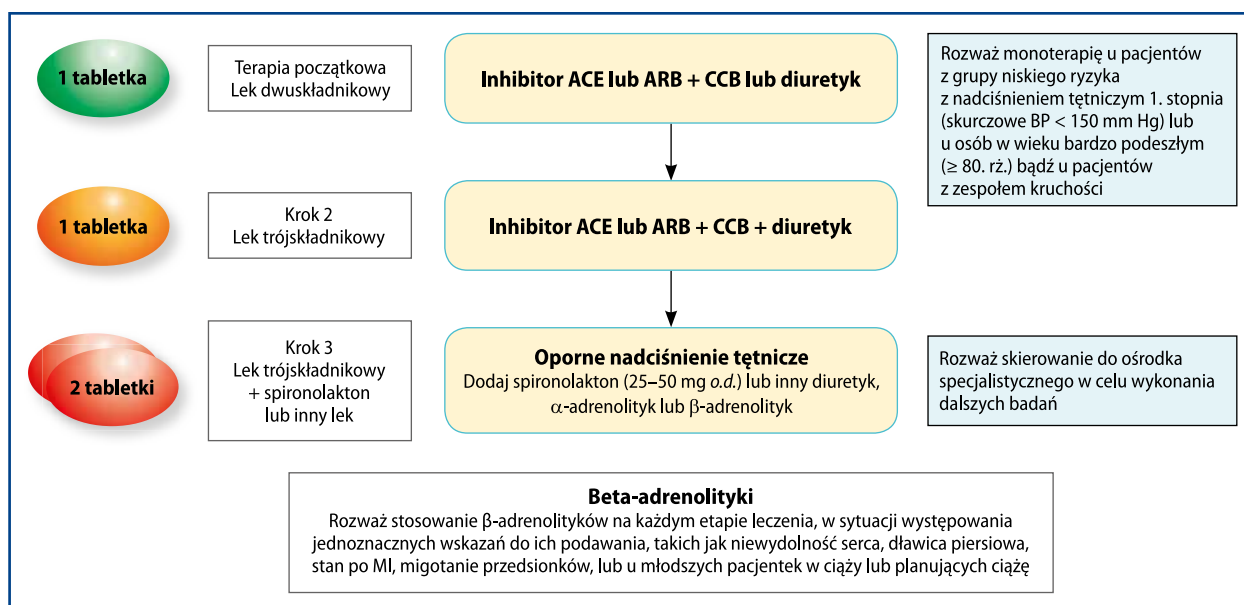 1 tabletka
Terapia początkowa
Lek dwuskładnikowy
Inhibitor ACE lub ARB + CCB lub diuretyk
Rozważ monoterapię u pacjentów
z grupy niskiego ryzyka
z nadciśnieniem tętniczym 1. stopnia
(skurczowe BP < 150 mm Hg) lub
u osób w wieku bardzo podeszłym
(≥ 80. rż.) bądź u pacjentów
z zespołem kruchości
1 tabletka
Krok 2
Lek trójskładnikowy
Inhibitor ACE lub ARB + CCB + diuretyk
2 tabletki
Krok 3
Lek trójskładnikowy
+ spironolakton
lub inny lek
Oporne nadciśnienie tętnicze
Dodaj spironolakton (25–50 mg o.d.) lub inny diuretyk,
α-adrenolityk lub β-adrenolityk
Rozważ skierowanie do ośrodka
specjalistycznego w celu wykonania
dalszych badań
Beta-adrenolityki
Rozważ stosowanie β-adrenolityków na każdym etapie leczenia, w sytuacji występowania
jednoznacznych wskazań do ich podawania, takich jak niewydolność serca, dławica piersiowa,
stan po MI, migotanie przedsionków, lub u młodszych pacjentek w ciąży lub planujących ciążę